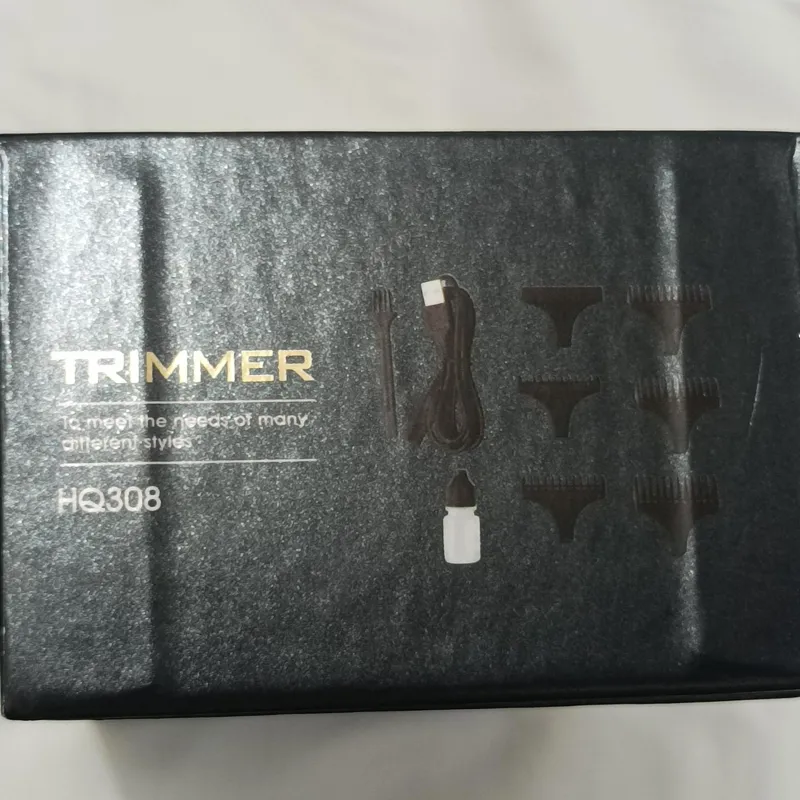 TRIMMER
To meet the needs of many
different styles
HQ308